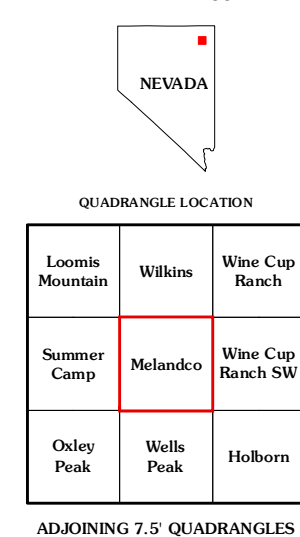 NEVADA
QUADRANGLE LOCATION
Loomis
Mountain
Wilkins
Wine Cup
Ranch
Summer
Camp
Melandco
Wine Cup
Ranch SW
Oxley
Peak
Wells
Peak
Holborn
ADJOINING 7.5' QUADRANGLES